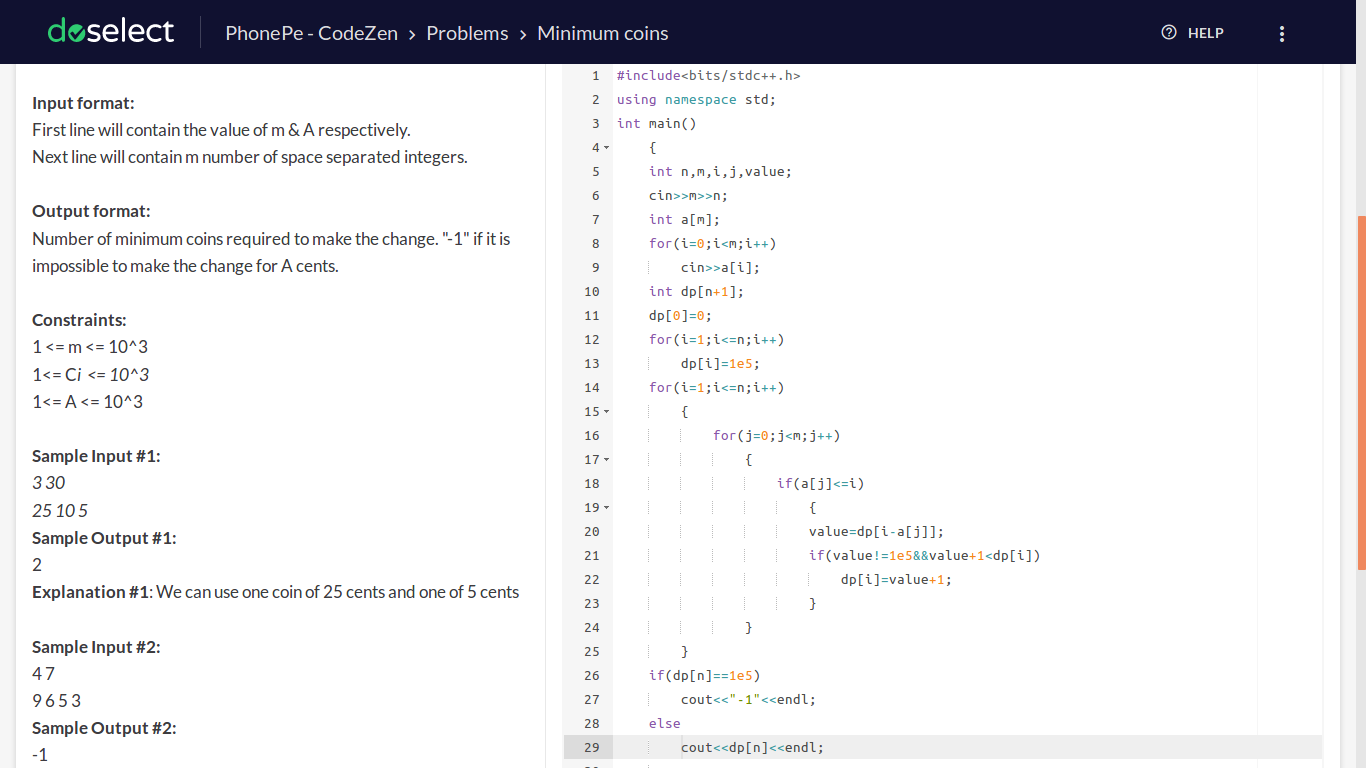 doselect
PhonePe - CodeZen › Problems › Minimum coins
HELP
Input format:
First line will contain the value of m & A respectively.
Next line will contain m number of space separated integers.
Output format:
Number of minimum coins required to make the change. "-1" if it is
impossible to make the change for A cents.
Constraints:
1 <= m <= 10^3
1<= Ci <= 10^3
1<= A <= 10^3
Sample Input #1:
3 30
25 10 5
Sample Output #1:
2
Explanation #1: We can use one coin of 25 cents and one of 5 cents
Sample Input #2:
4 7
9 6 5 3
Sample Output #2:
-1
1 #include<bits/stdc++.h>
2 using namespace std;
3 int main()
4 {
5 int n,m,i,j,value;
6 cin>>m>>n;
7 int a[m];
8 for(i=0;i<m;i++)
9 cin>>a[i];
10 int dp[n+1];
11 dp[0]=0;
12 for(i=1;i<=n;i++)
13 dp[i]=1e5;
14 for(i=1;i<=n;i++)
15 {
16 for(j=0;j<m;j++)
17 {
18 if(a[j]<=i)
19 {
20 value=dp[i-a[j]];
21 if(value!=1e5&&value+1<dp[i])
22 dp[i]=value+1;
23 }
24 }
25 }
26 if(dp[n]==1e5)
27 cout<<"-1"<<endl;
28 else
29 cout<<dp[n]<<endl;